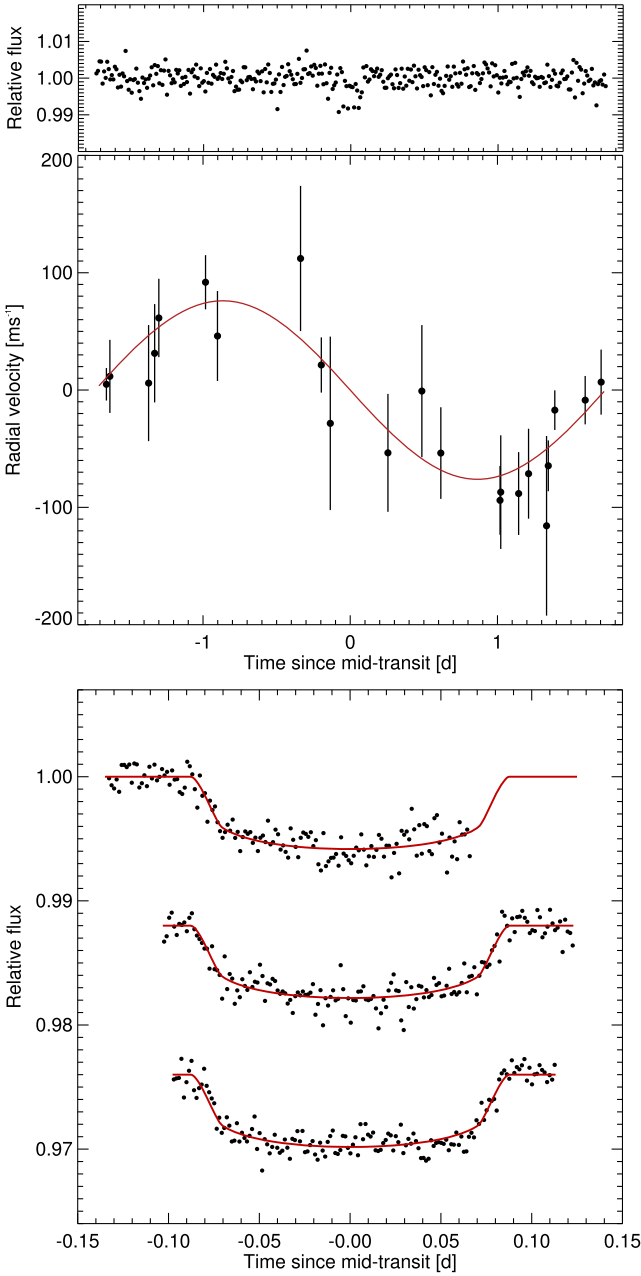 1.01
1.00
0.99
Relative flux
200
100
0
-100
-200
Radial velocity [ms⁻¹]
-1 0 1
Time since mid-transit [d]
1.00
0.99
0.98
0.97
Relative flux
-0.15 -0.10 -0.05 -0.00 0.05 0.10 0.15
Time since mid-transit [d]